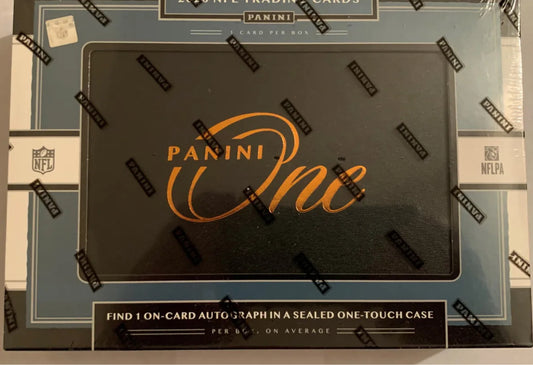 NFL TRADING CARDS
PANINI
1 CARD PER BOX
PANINI
One
NFL
NFLPA
FIND 1 ON-CARD AUTOGRAPH IN A SEALED ONE-TOUCH CASE
PER BOX, ON AVERAGE